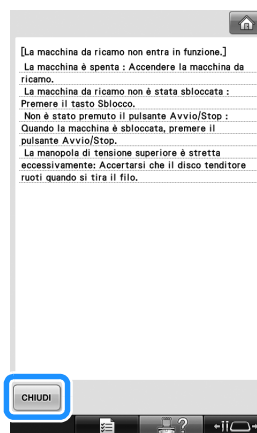 [La macchina da ricamo non entra in funzione.]
La macchina è spenta : Accendere la macchina da
ricamo.
La macchina da ricamo non è stata sbloccata :
Premere il tasto Sblocco.
Non è stato premuto il pulsante Avvio/Stop :
Quando la macchina è sbloccata, premere il
pulsante Avvio/Stop.
La manopola di tensione superiore è stretta
eccessivamente: Accertarsi che il disco tenditore
ruoti quando si tira il filo.
CHIUDI
?